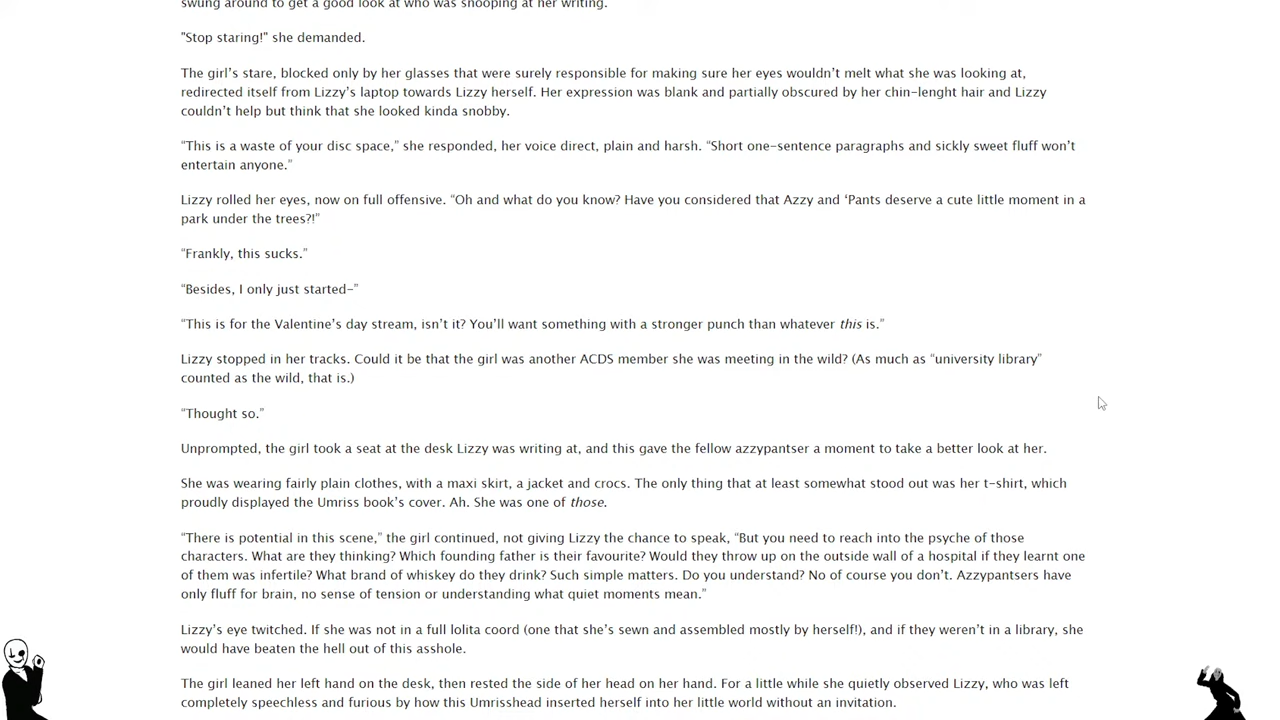 swung around to get a good look at who was snooping at her writing.
"Stop staring!" she demanded.
The girl’s stare, blocked only by her glasses that were surely responsible for making sure her eyes wouldn’t melt what she was looking at,
redirected itself from Lizzy’s laptop towards Lizzy herself. Her expression was blank and partially obscured by her chin-lenght hair and Lizzy
couldn’t help but think that she looked kinda snobby.
“This is a waste of your disc space,” she responded, her voice direct, plain and harsh. “Short one-sentence paragraphs and sickly sweet fluff won’t
entertain anyone.”
Lizzy rolled her eyes, now on full offensive. “Oh and what do you know? Have you considered that Azzy and ‘Pants deserve a cute little moment in a
park under the trees?!”
“Frankly, this sucks.”
“Besides, I only just started-”
“This is for the Valentine’s day stream, isn’t it? You’ll want something with a stronger punch than whatever this is.”
Lizzy stopped in her tracks. Could it be that the girl was another ACDS member she was meeting in the wild? (As much as “university library”
counted as the wild, that is.)
“Thought so.”
Unprompted, the girl took a seat at the desk Lizzy was writing at, and this gave the fellow azzypantser a moment to take a better look at her.
She was wearing fairly plain clothes, with a maxi skirt, a jacket and crocs. The only thing that at least somewhat stood out was her t-shirt, which
proudly displayed the Umriss book’s cover. Ah. She was one of those.
“There is potential in this scene,” the girl continued, not giving Lizzy the chance to speak, “But you need to reach into the psyche of those
characters. What are they thinking? Which founding father is their favourite? Would they throw up on the outside wall of a hospital if they learnt one
of them was infertile? What brand of whiskey do they drink? Such simple matters. Do you understand? No of course you don’t. Azzypantsers have
only fluff for brain, no sense of tension or understanding what quiet moments mean.”
Lizzy’s eye twitched. If she was not in a full lolita coord (one that she’s sewn and assembled mostly by herself!), and if they weren’t in a library, she
would have beaten the hell out of this asshole.
The girl leaned her left hand on the desk, then rested the side of her head on her hand. For a little while she quietly observed Lizzy, who was left
completely speechless and furious by how this Umrisshead inserted herself into her little world without an invitation.